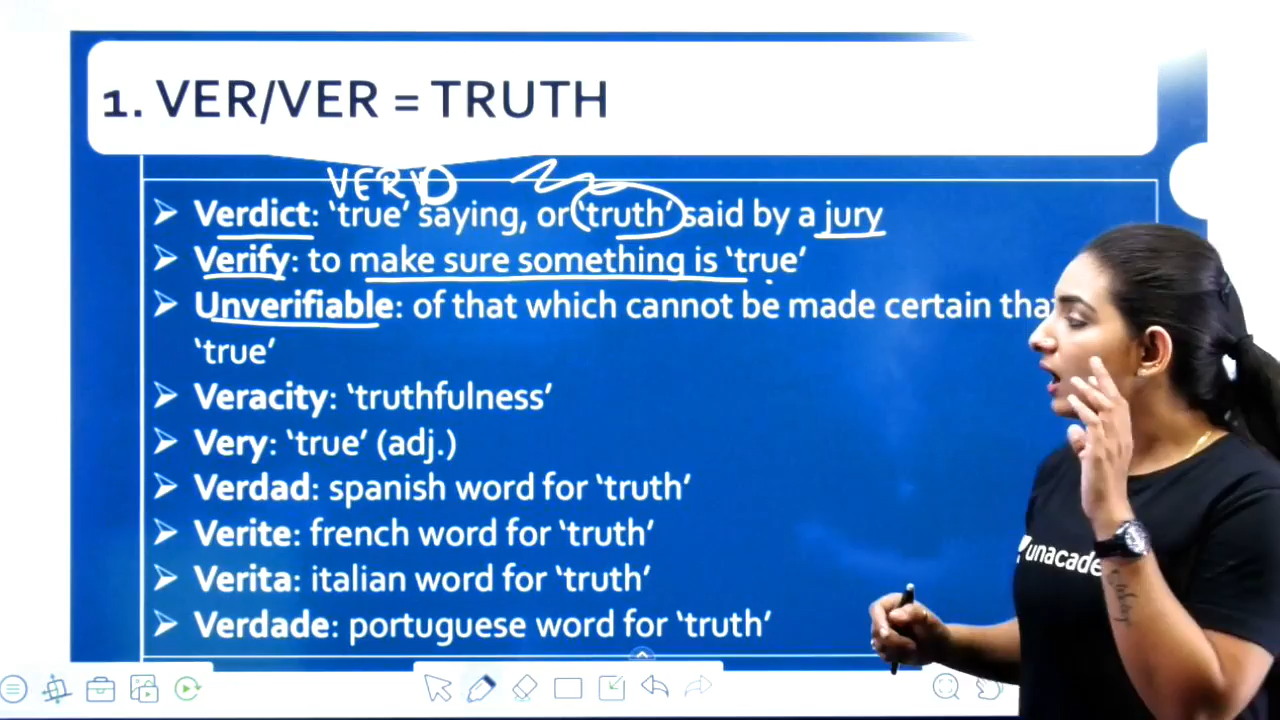 1. VER/VER = TRUTH
VERD
Verdict: ‘true’ saying, or ‘truth’ said by a jury
Verify: to make sure something is ‘true’
Unverifiable: of that which cannot be made certain that
‘true’
Veracity: ‘truthfulness’
Very: ‘true’ (adj.)
Verdad: spanish word for ‘truth’
Verite: french word for ‘truth’
Verita: italian word for ‘truth’
Verdade: portuguese word for ‘truth’
unacade